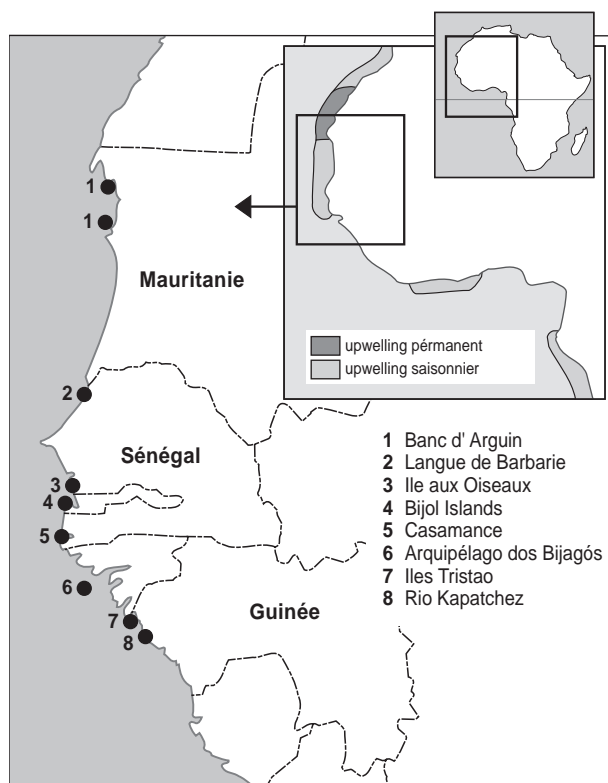 1
1
Mauritanie
upwelling pérmanent
upwelling saisonnier
2
Sénégal
3
4
5
6
7
8
Guinée
1 Banc d' Arguin
2 Langue de Barbarie
3 Ile aux Oiseaux
4 Bijol Islands
5 Casamance
6 Arquipélago dos Bijagós
7 Iles Tristao
8 Rio Kapatchez